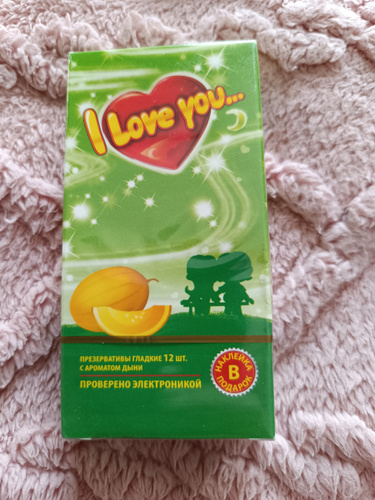 I Love you...
ПРЕЗЕРВАТИВЫ ГЛАДКИЕ 12 ШТ.
С АРОМАТОМ ДЫНИ
ПРОВЕРЕНО ЭЛЕКТРОНИКОЙ
НАКЛЕЙКА
В
ПОДАРОК